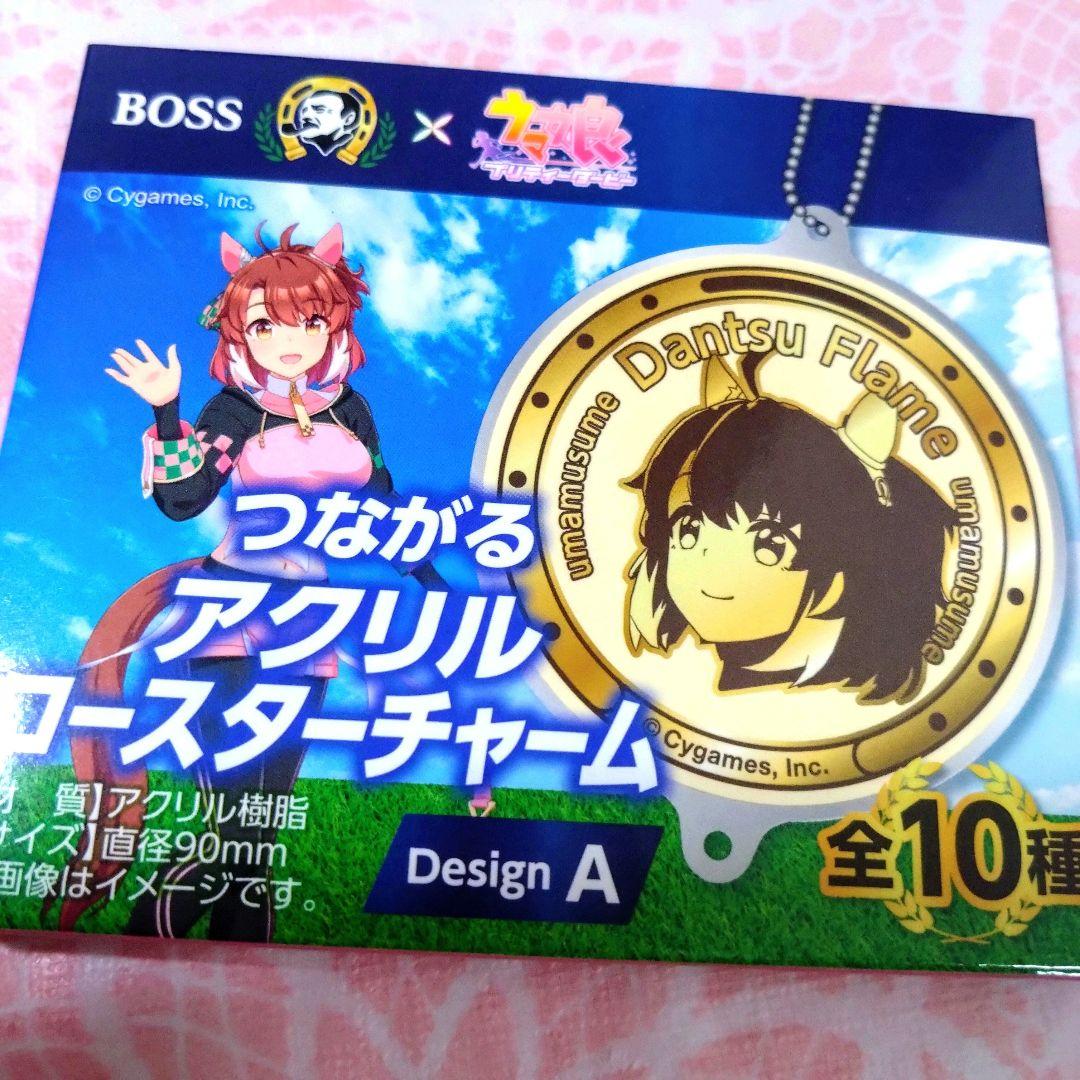 BOSS × ウマ娘
プリティーダービー
© Cygames, Inc.
Dantsu Flame
umamusume
umamusume
© Cygames, Inc.
つながる
アクリル
コースターチャーム
材 質】アクリル樹脂
サイズ】直径90mm
画像はイメージです。
Design A
全10種